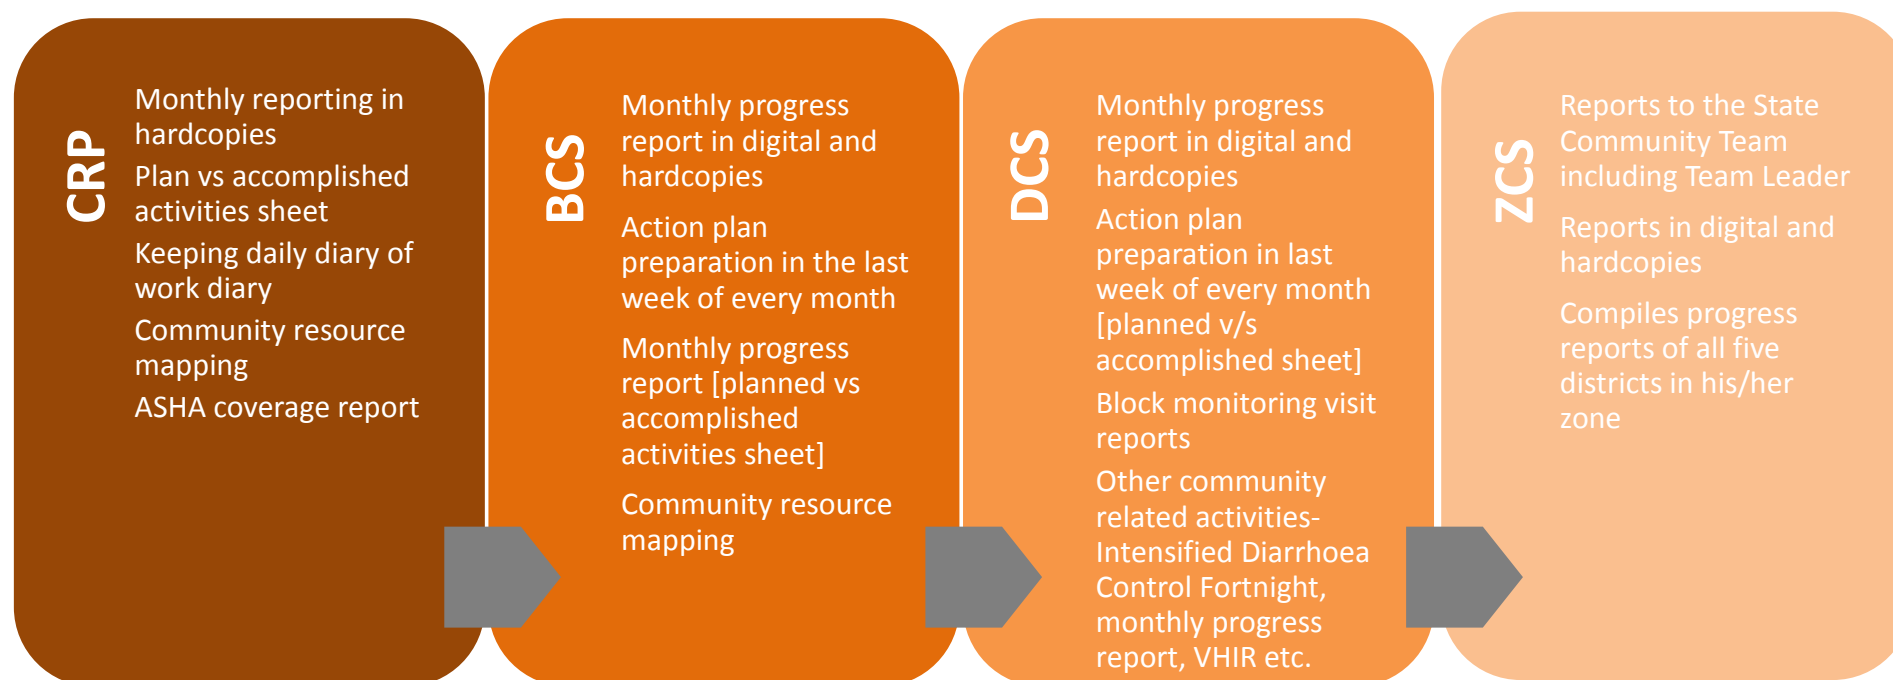 CRP
Monthly reporting in
hardcopies
Plan vs accomplished
activities sheet
Keeping daily diary of
work diary
Community resource
mapping
ASHA coverage report
BCS
Monthly progress
report in digital and
hardcopies
Action plan
preparation in the last
week of every month
Monthly progress
report [planned vs
accomplished
activities sheet]
Community resource
mapping
DCS
Monthly progress
report in digital and
hardcopies
Action plan
preparation in last
week of every month
[planned v/s
accomplished sheet]
Block monitoring visit
reports
Other community
related activities-
Intensified Diarrhoea
Control Fortnight,
monthly progress
report, VHIR etc.
ZCS
Reports to the State
Community Team
including Team Leader
Reports in digital and
hardcopies
Compiles progress
reports of all five
districts in his/her
zone